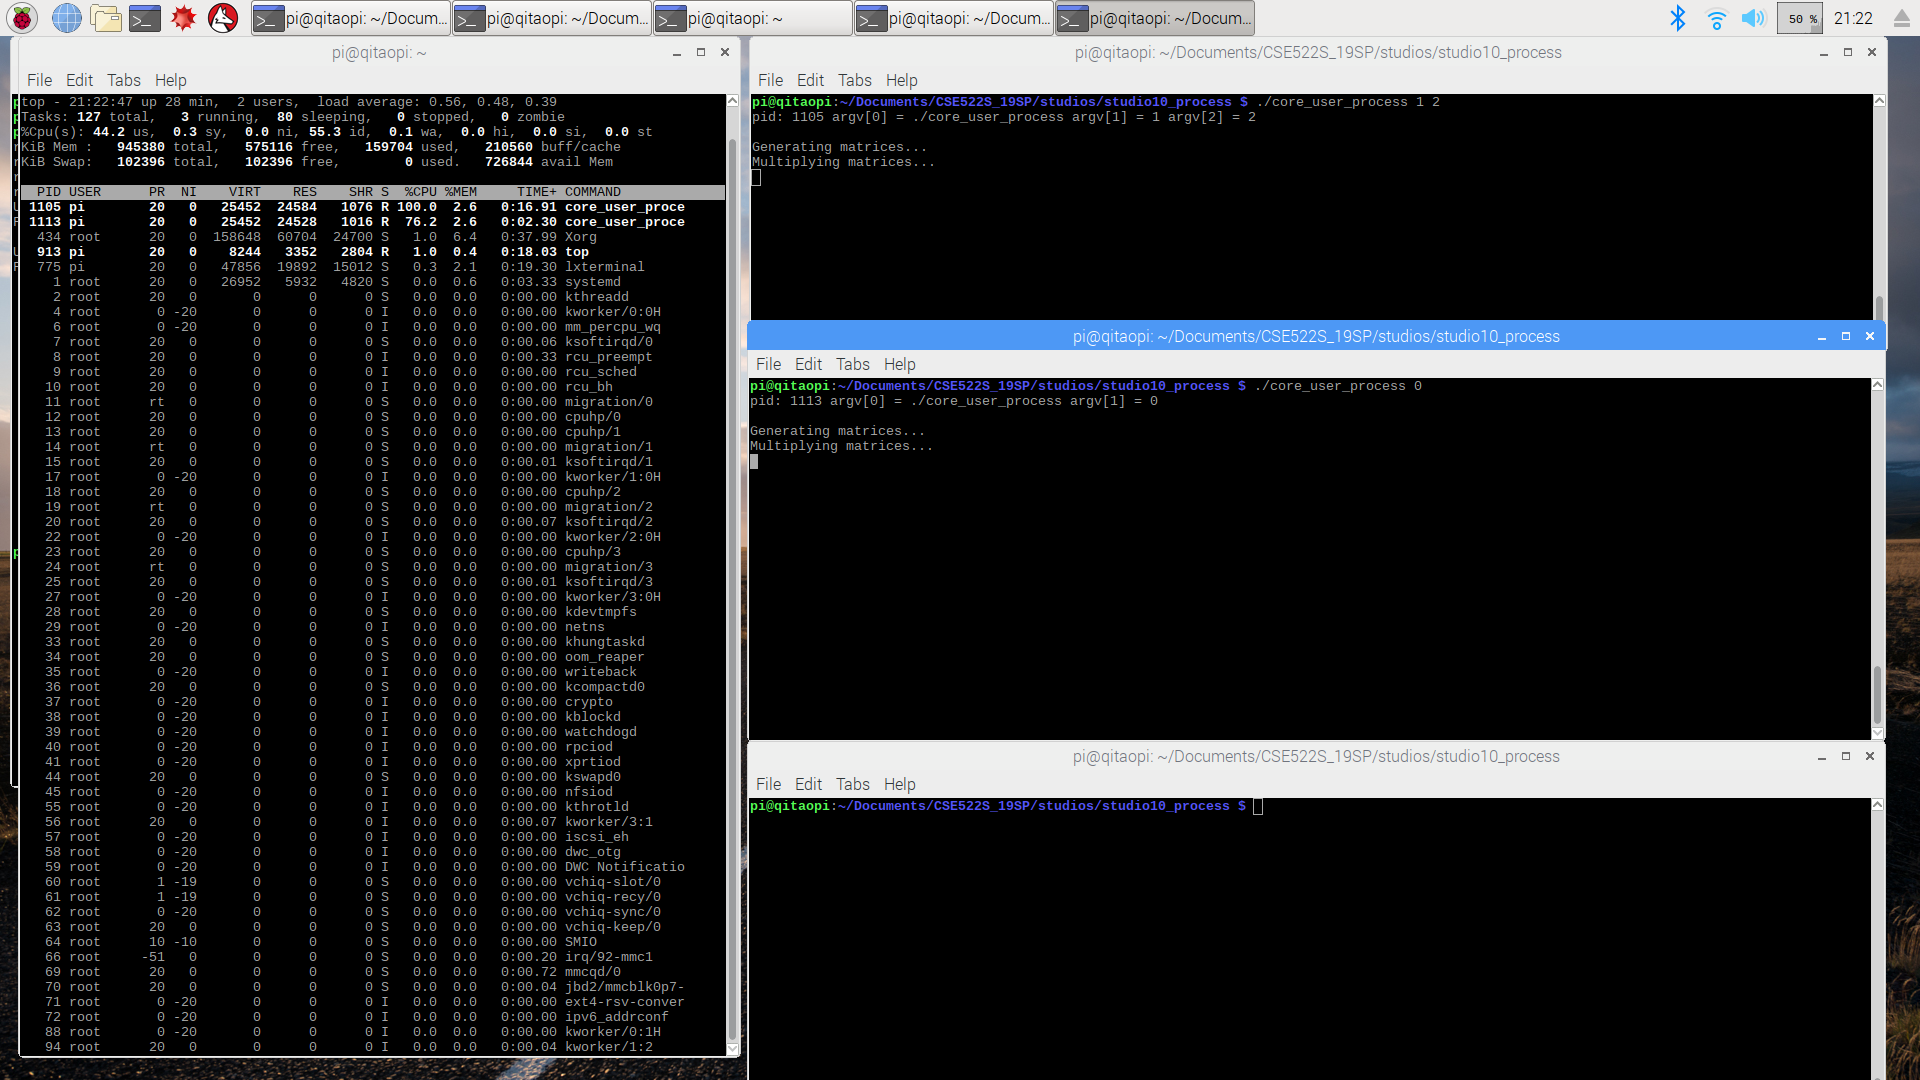 pi@qitaopi: ~/Docum... pi@qitaopi: ~/Docum... pi@qitaopi: ~ pi@qitaopi: ~/Docum... pi@qitaopi: ~/Docum... 50 % 21:22
pi@qitaopi: ~
File Edit Tabs Help
top - 21:22:47 up 28 min,  2 users,  load average: 0.56, 0.48, 0.39
Tasks: 127 total,   3 running,  80 sleeping,   0 stopped,   0 zombie
%Cpu(s): 44.2 us,  0.3 sy,  0.0 ni, 55.3 id,  0.1 wa,  0.0 hi,  0.0 si,  0.0 st
KiB Mem :   945380 total,   575116 free,   159704 used,   210560 buff/cache
KiB Swap:   102396 total,   102396 free,        0 used.   726844 avail Mem
PID USER PR NI VIRT RES SHR S %CPU %MEM TIME+ COMMAND
1105 pi 20 0 25452 24584 1076 R 100.0 2.6 0:16.91 core_user_proce
1113 pi 20 0 25452 24528 1016 R 76.2 2.6 0:02.30 core_user_proce
434 root 20 0 158648 60704 24700 S 1.0 6.4 0:37.99 Xorg
913 pi 20 0 8244 3352 2804 R 1.0 0.4 0:18.03 top
775 pi 20 0 47856 19892 15012 S 0.3 2.1 0:19.30 lxterminal
1 root 20 0 26952 5932 4820 S 0.0 0.6 0:03.33 systemd
2 root 20 0 0 0 0 S 0.0 0.0 0:00.00 kthreadd
4 root 0 -20 0 0 0 I 0.0 0.0 0:00.00 kworker/0:0H
6 root 0 -20 0 0 0 I 0.0 0.0 0:00.00 mm_percpu_wq
7 root 20 0 0 0 0 S 0.0 0.0 0:00.06 ksoftirqd/0
8 root 20 0 0 0 0 I 0.0 0.0 0:00.33 rcu_preempt
9 root 20 0 0 0 0 I 0.0 0.0 0:00.00 rcu_sched
10 root 20 0 0 0 0 I 0.0 0.0 0:00.00 rcu_bh
11 root rt 0 0 0 0 S 0.0 0.0 0:00.00 migration/0
12 root 20 0 0 0 0 S 0.0 0.0 0:00.00 cpuhp/0
13 root 20 0 0 0 0 S 0.0 0.0 0:00.00 cpuhp/1
14 root rt 0 0 0 0 S 0.0 0.0 0:00.00 migration/1
15 root 20 0 0 0 0 S 0.0 0.0 0:00.01 ksoftirqd/1
17 root 0 -20 0 0 0 I 0.0 0.0 0:00.00 kworker/1:0H
18 root 20 0 0 0 0 S 0.0 0.0 0:00.00 cpuhp/2
19 root rt 0 0 0 0 S 0.0 0.0 0:00.00 migration/2
20 root 20 0 0 0 0 S 0.0 0.0 0:00.07 ksoftirqd/2
22 root 0 -20 0 0 0 I 0.0 0.0 0:00.00 kworker/2:0H
23 root 20 0 0 0 0 S 0.0 0.0 0:00.00 cpuhp/3
24 root rt 0 0 0 0 S 0.0 0.0 0:00.00 migration/3
25 root 20 0 0 0 0 S 0.0 0.0 0:00.01 ksoftirqd/3
27 root 0 -20 0 0 0 I 0.0 0.0 0:00.00 kworker/3:0H
28 root 20 0 0 0 0 S 0.0 0.0 0:00.00 kdevtmpfs
29 root 0 -20 0 0 0 I 0.0 0.0 0:00.00 netns
33 root 20 0 0 0 0 S 0.0 0.0 0:00.00 khungtaskd
34 root 20 0 0 0 0 S 0.0 0.0 0:00.00 oom_reaper
35 root 0 -20 0 0 0 I 0.0 0.0 0:00.00 writeback
36 root 20 0 0 0 0 S 0.0 0.0 0:00.00 kcompactd0
37 root 0 -20 0 0 0 I 0.0 0.0 0:00.00 crypto
38 root 0 -20 0 0 0 I 0.0 0.0 0:00.00 kblockd
39 root 0 -20 0 0 0 I 0.0 0.0 0:00.00 watchdogd
40 root 0 -20 0 0 0 I 0.0 0.0 0:00.00 rpciod
41 root 0 -20 0 0 0 I 0.0 0.0 0:00.00 xprtiod
44 root 20 0 0 0 0 S 0.0 0.0 0:00.00 kswapd0
45 root 0 -20 0 0 0 I 0.0 0.0 0:00.00 nfsiod
55 root 0 -20 0 0 0 I 0.0 0.0 0:00.00 kthrotld
56 root 20 0 0 0 0 I 0.0 0.0 0:00.07 kworker/3:1
57 root 0 -20 0 0 0 I 0.0 0.0 0:00.00 iscsi_eh
58 root 0 -20 0 0 0 I 0.0 0.0 0:00.00 dwc_otg
59 root 0 -20 0 0 0 I 0.0 0.0 0:00.00 DWC Notificatio
60 root 1 -19 0 0 0 S 0.0 0.0 0:00.00 vchiq-slot/0
61 root 1 -19 0 0 0 S 0.0 0.0 0:00.00 vchiq-recy/0
62 root 0 -20 0 0 0 S 0.0 0.0 0:00.00 vchiq-sync/0
63 root 20 0 0 0 0 S 0.0 0.0 0:00.00 vchiq-keep/0
64 root 10 -10 0 0 0 S 0.0 0.0 0:00.00 SMIO
66 root -51 0 0 0 0 S 0.0 0.0 0:00.20 irq/92-mmc1
69 root 20 0 0 0 0 S 0.0 0.0 0:00.72 mmcqd/0
70 root 20 0 0 0 0 S 0.0 0.0 0:00.04 jbd2/mmcblk0p7-
71 root 0 -20 0 0 0 I 0.0 0.0 0:00.00 ext4-rsv-conver
72 root 0 -20 0 0 0 I 0.0 0.0 0:00.00 ipv6_addrconf
88 root 0 -20 0 0 0 I 0.0 0.0 0:00.00 kworker/0:1H
94 root 20 0 0 0 0 I 0.0 0.0 0:00.04 kworker/1:2
pi@qitaopi: ~/Documents/CSE522S_19SP/studios/studio10_process
File Edit Tabs Help
pi@qitaopi:~/Documents/CSE522S_19SP/studios/studio10_process $ ./core_user_process 1 2
pid: 1105 argv[0] = ./core_user_process argv[1] = 1 argv[2] = 2
Generating matrices...
Multiplying matrices...
pi@qitaopi: ~/Documents/CSE522S_19SP/studios/studio10_process
File Edit Tabs Help
pi@qitaopi:~/Documents/CSE522S_19SP/studios/studio10_process $ ./core_user_process 0
pid: 1113 argv[0] = ./core_user_process argv[1] = 0
Generating matrices...
Multiplying matrices...
pi@qitaopi: ~/Documents/CSE522S_19SP/studios/studio10_process
File Edit Tabs Help
pi@qitaopi:~/Documents/CSE522S_19SP/studios/studio10_process $